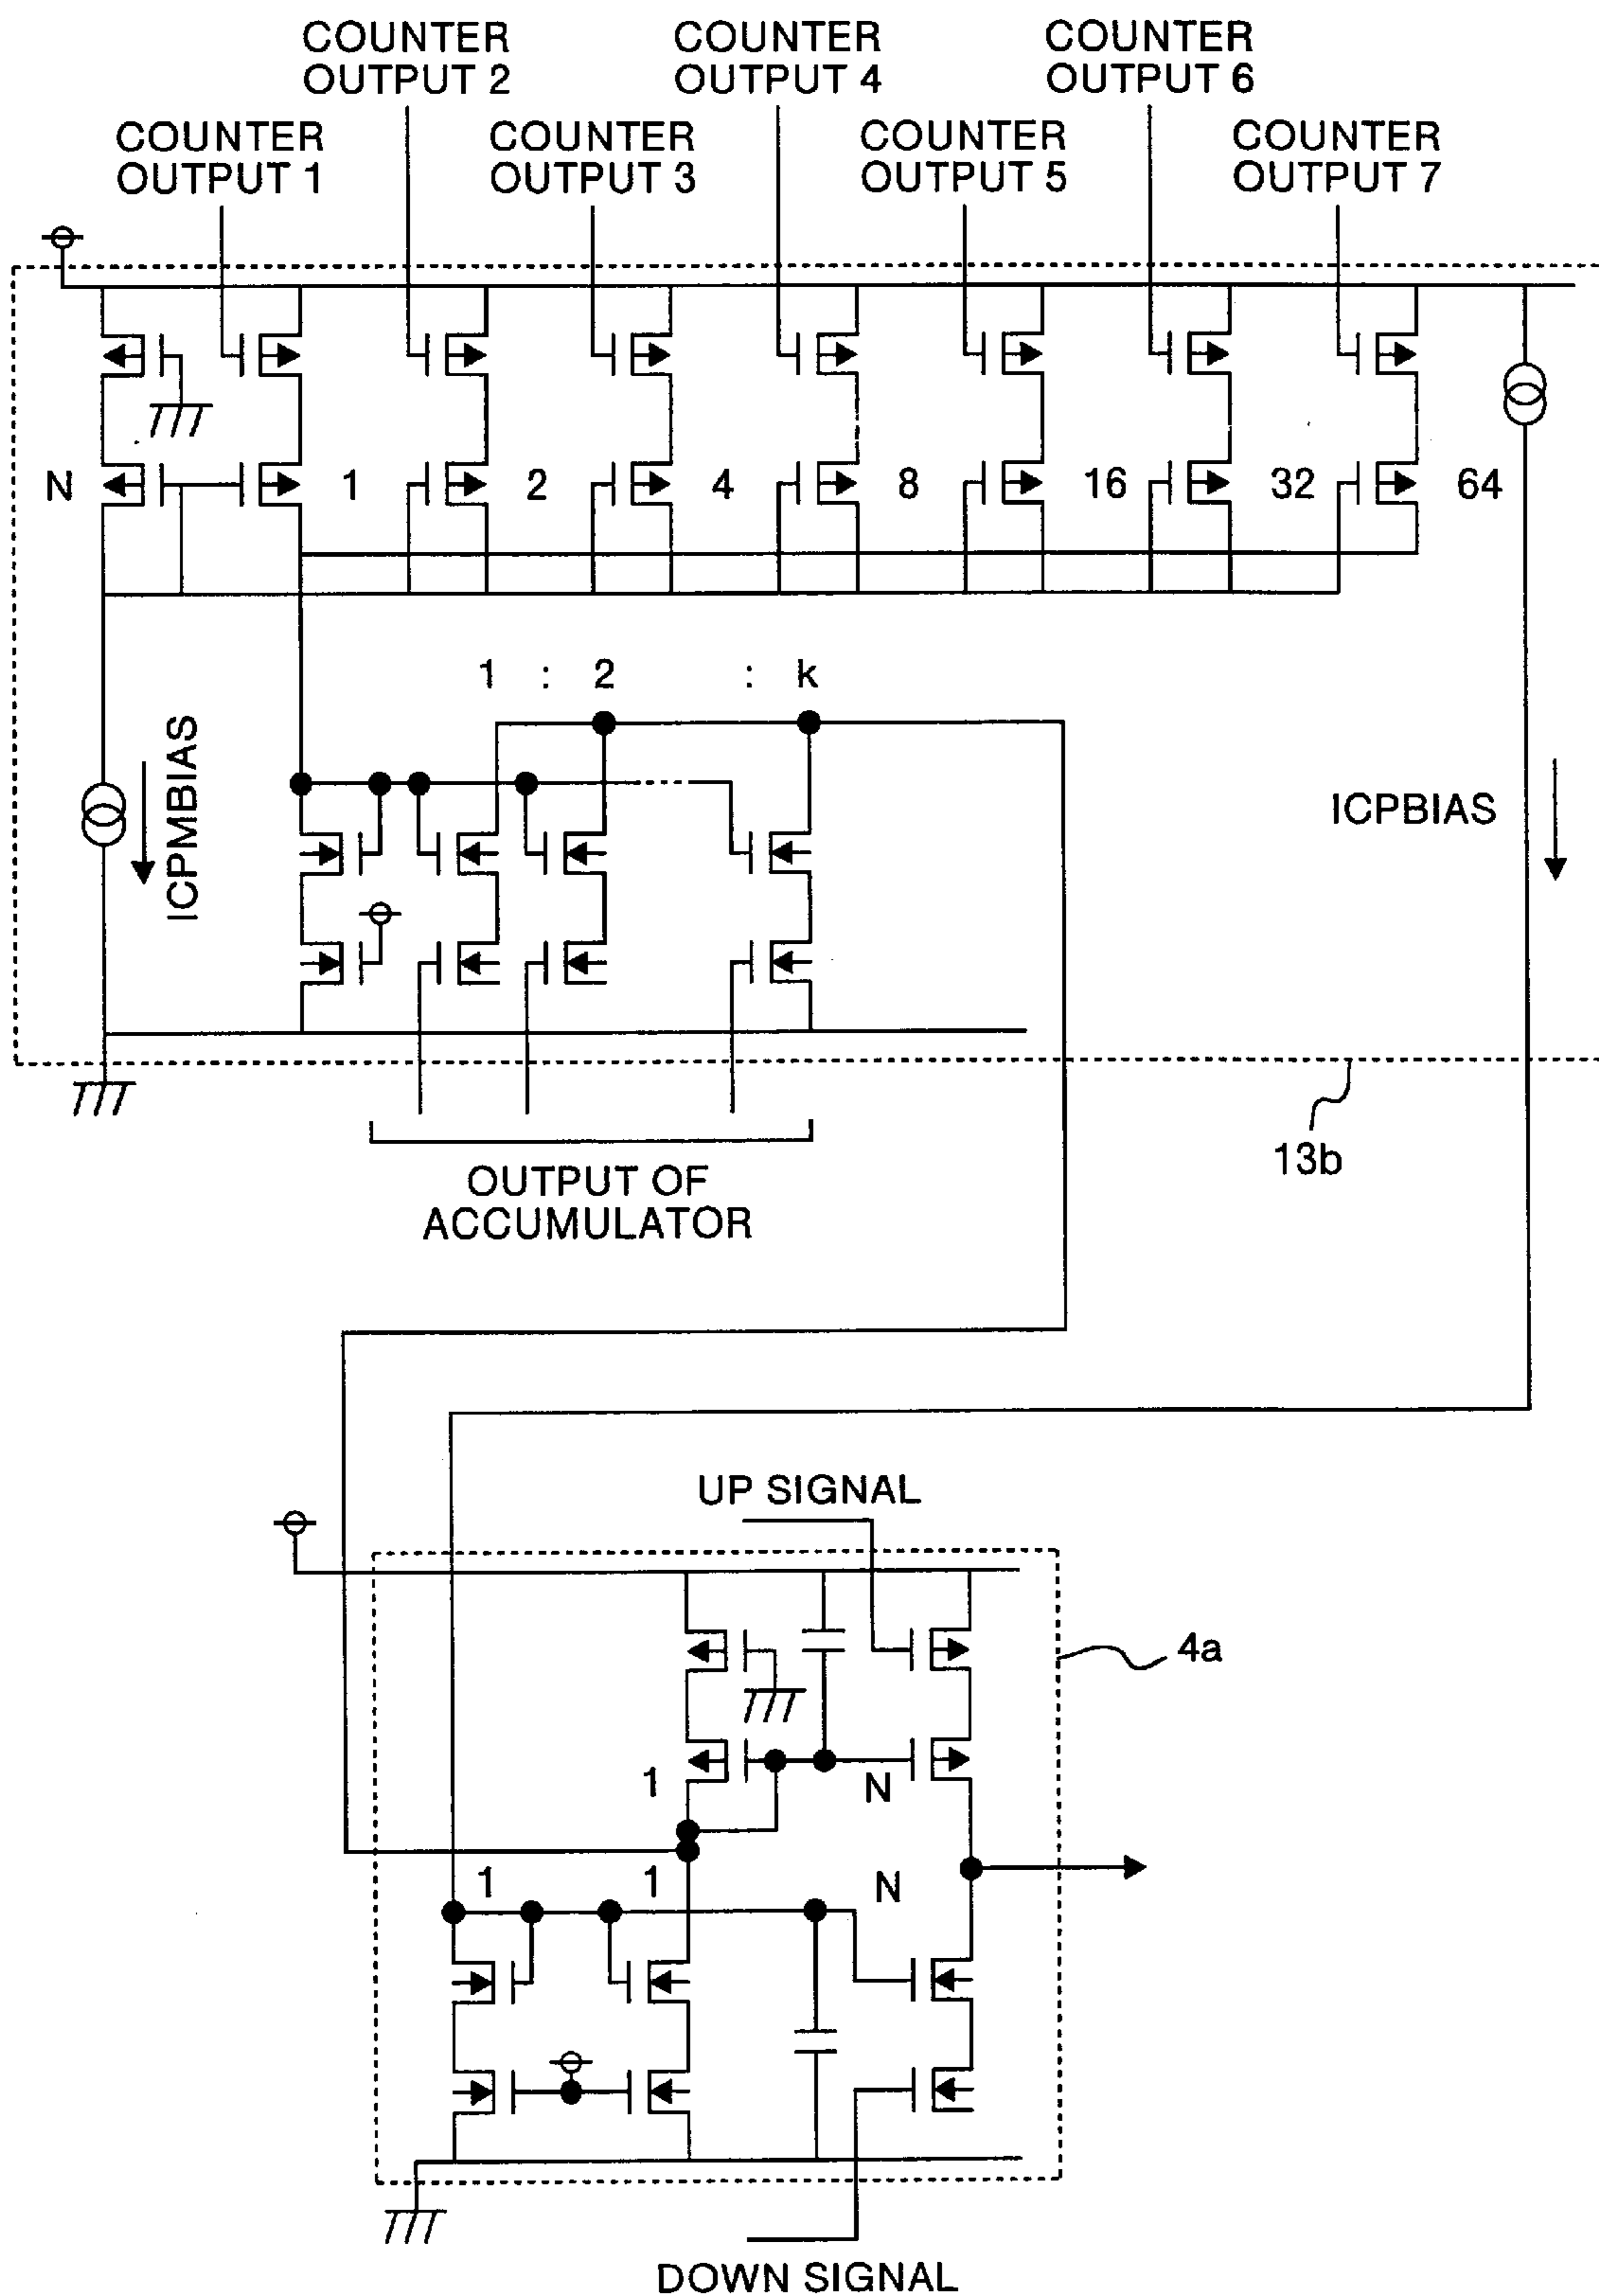 COUNTER
OUTPUT 2
COUNTER
OUTPUT 4
COUNTER
OUTPUT 6
COUNTER
OUTPUT 1
COUNTER
OUTPUT 3
COUNTER
OUTPUT 5
COUNTER
OUTPUT 7
N
1
2
4
8
16
32
64
1 : 2 : k
ICPMBIAS
ICPBIAS
13b
OUTPUT OF
ACCUMULATOR
UP SIGNAL
4a
1
N
1
1
N
DOWN SIGNAL